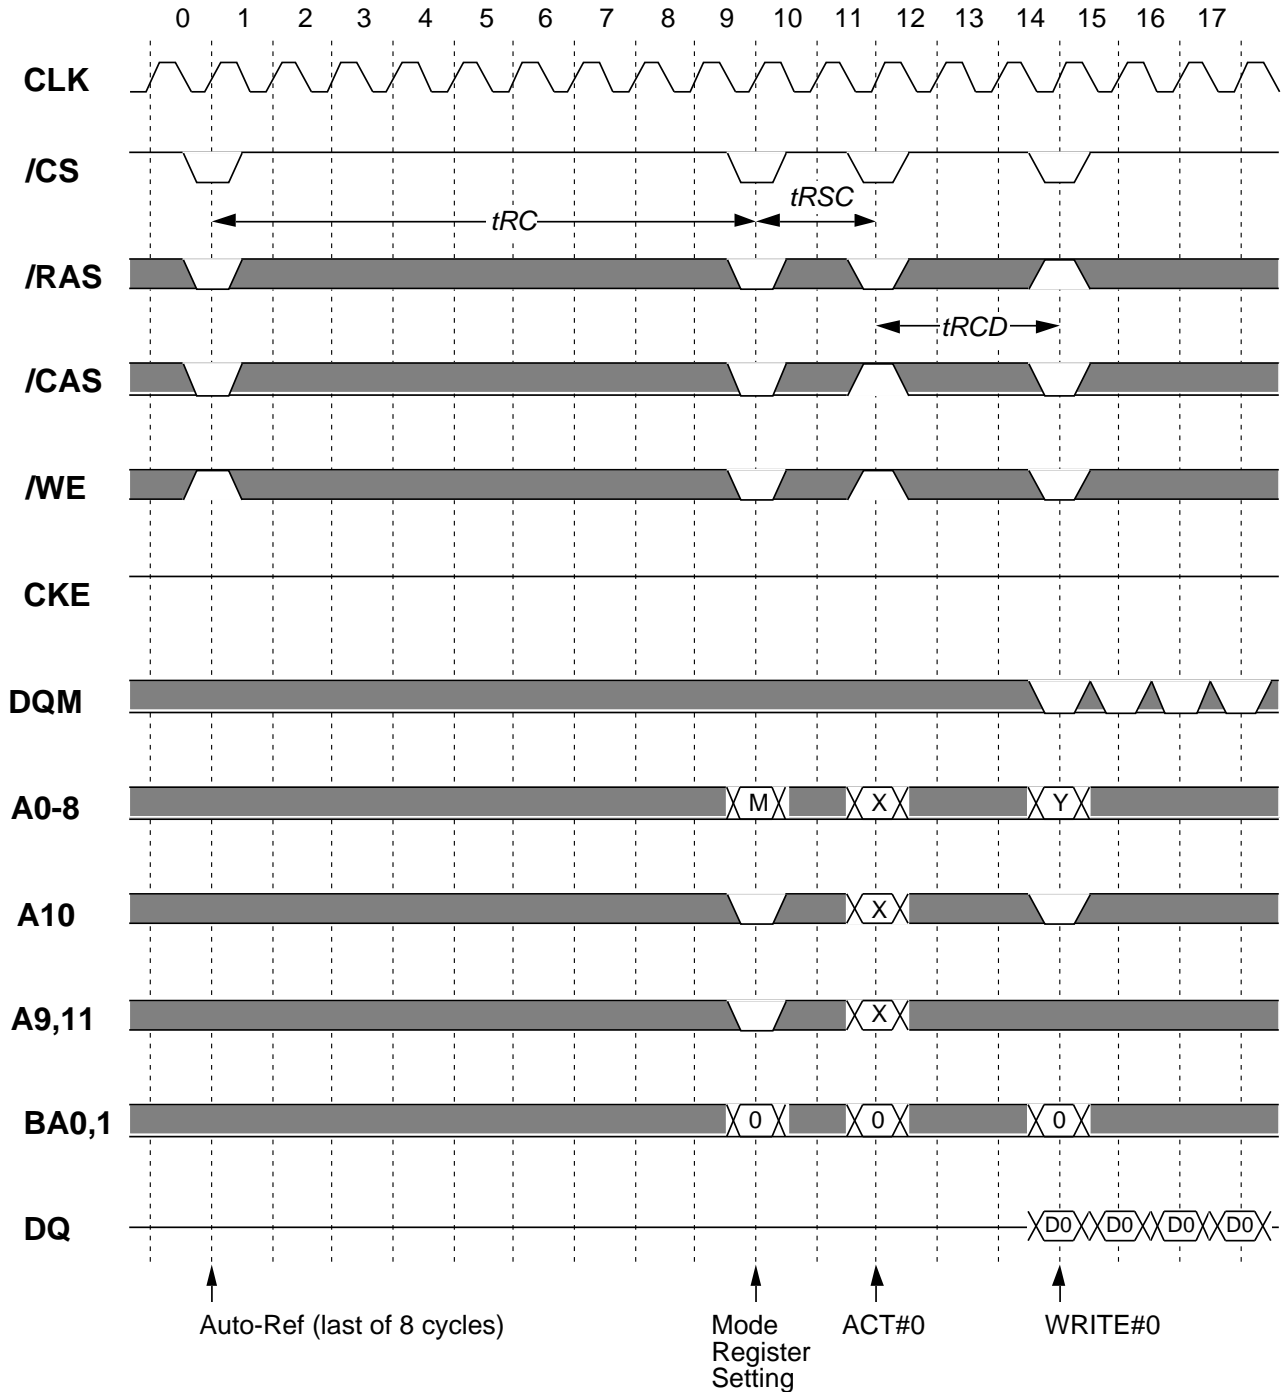 0 1 2 3 4 5 6 7 8 9 10 11 12 13 14 15 16 17
CLK
/CS
tRSC
tRC
/RAS
tRCD
/CAS
/WE
CKE
DQM
A0-8 M X Y
A10 X
A9,11 X
BA0,1 0 0 0
DQ D0 D0 D0 D0
Auto-Ref (last of 8 cycles)
Mode
Register
Setting
ACT#0
WRITE#0